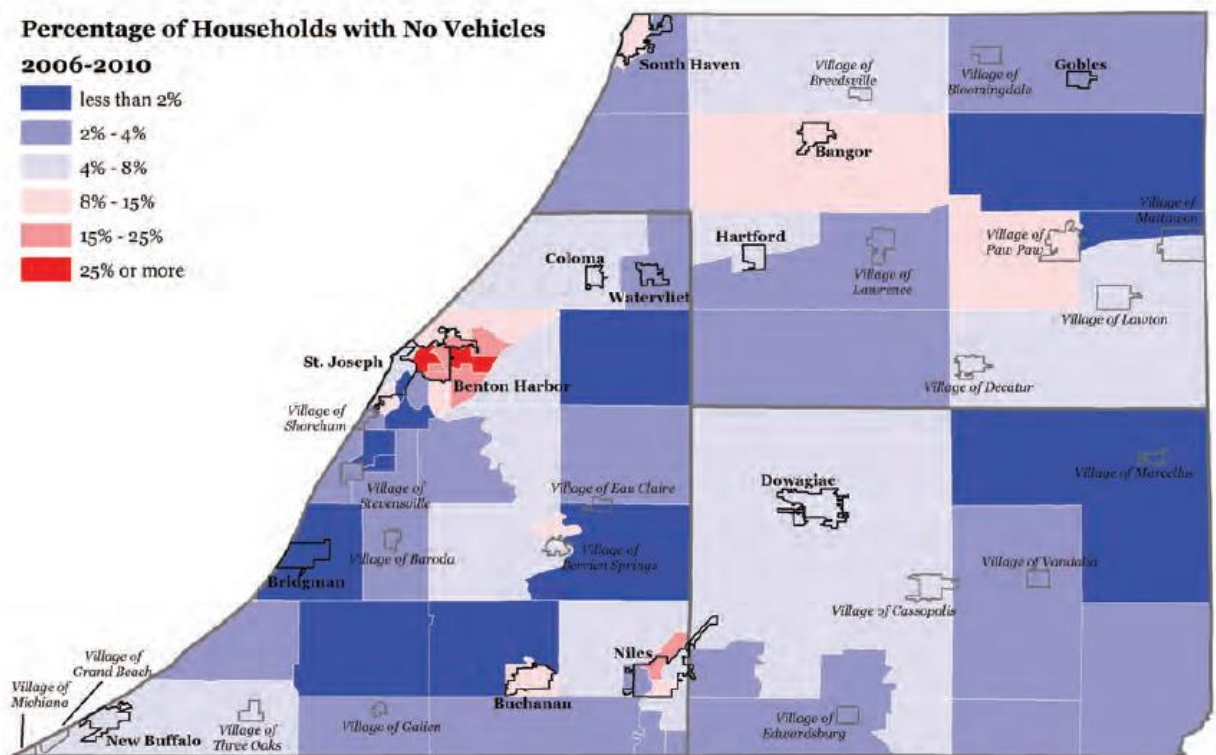 Percentage of Households with No Vehicles
2006-2010
less than 2%
2% - 4%
4% - 8%
8% - 15%
15% - 25%
25% or more
South Haven
Village of
Breedsville
Village of
Bloomingdale
Gobles
Bangor
Village of
Mattawan
Hartford
Village of
Paw Paw
Coloma
Watervliet
Village of
Lawrence
Village of Lawton
St. Joseph
Benton Harbor
Village of Decatur
Village of
Shoreham
Village of
Stevensville
Village of Eau Claire
Dowagiac
Village of Marcellus
Village of Baroda
Village of
Berrien Springs
Village of Vandalia
Bridgman
Village of Cassopolis
Village of
Grand Beach
Niles
Village of
Michiana
Buchanan
New Buffalo
Village of
Three Oaks
Village of Galien
Village of
Edwardsburg